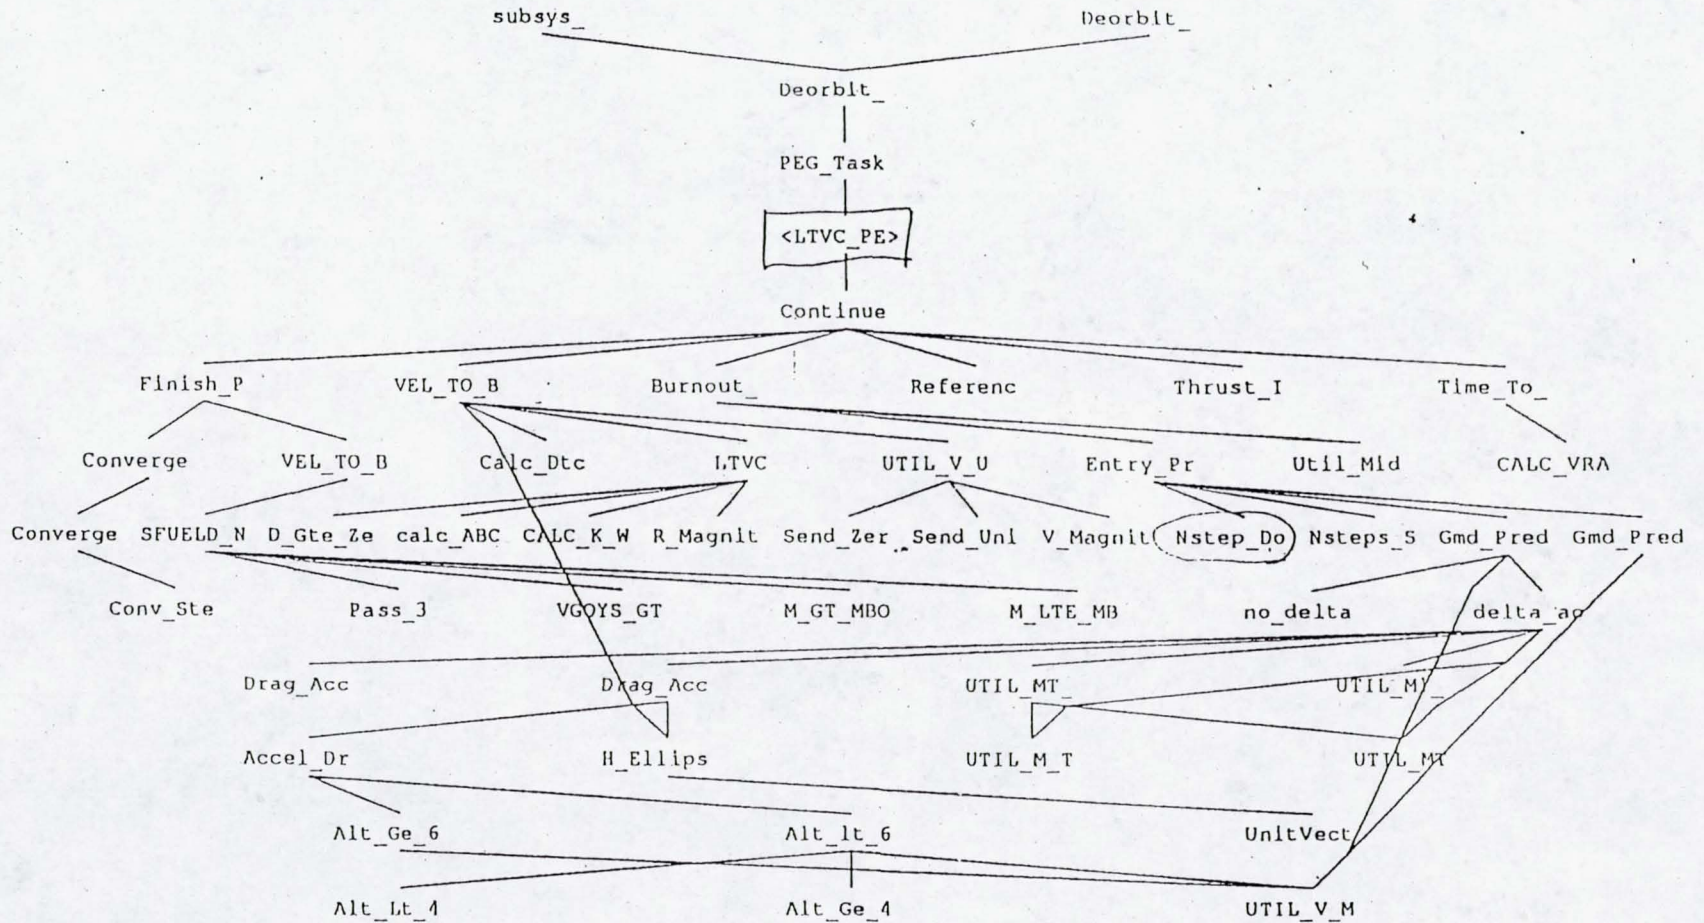 subsys_ Deorbit_
Deorbit_
PEG_Task
<LTVC_PE>
Continue
Finish_P VEL_TO_B Burnout_ Referenc Thrust_I Time_To_
Converge VEL_TO_B Calc_Dtc LTVC UTIL_V_U Entry_Pr Util_Mid CALC_VRA
Converge SFUELD_N D_Gte_Ze calc_ABC CALC_K_W R_Magnit Send_Zer Send_Uni V_Magnit Nstep_Do Nsteps_S Gmd_Pred Gmd_Pred
Conv_Ste Pass_3 VGOYS_GT M_GT_MBO M_LTE_MB no_delta delta_ao
Drag_Acc Drag_Acc UTIL_MT_
Accel_Dr H_Ellips UTIL_M_T UTIL_MT
Alt_Ge_6 Alt_lt_6 UnitVect
Alt_Lt_4 Alt_Ge_4 UTIL_V_M